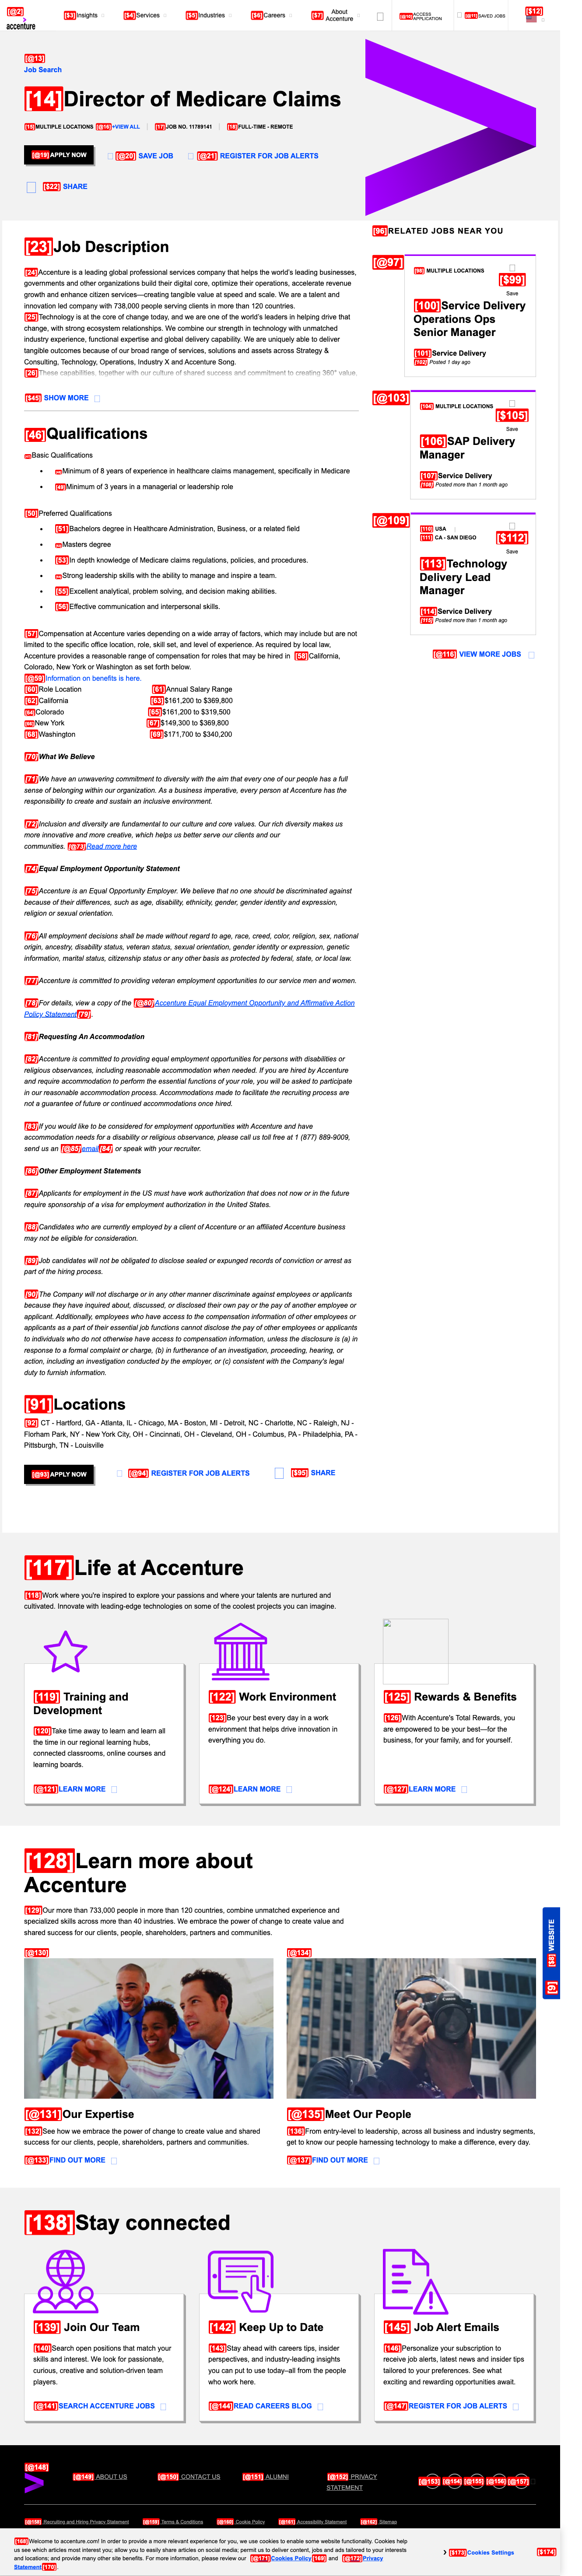 [@2]
accenture
[$3]Insights
[$4]Services
[$5]Industries
[$6]Careers
[$7] About Accenture
ACCESS APPLICATION
SAVED JOBS
[$12]
[@13]
Job Search
[14]Director of Medicare Claims
[15]MULTIPLE LOCATIONS [@16]+VIEW ALL
[17]JOB NO. 11789141
[18]FULL-TIME - REMOTE
[@19]APPLY NOW
[@20] SAVE JOB
[@21] REGISTER FOR JOB ALERTS
[$22] SHARE
[23]Job Description
[24]Accenture is a leading global professional services company that helps the world's leading businesses,
governments and other organizations build their digital core, optimize their operations, accelerate revenue
growth and enhance citizen services—creating tangible value at speed and scale. We are a talent and
innovation led company with 738,000 people serving clients in more than 120 countries.
[25]Technology is at the core of change today, and we are one of the world's leaders in helping drive that
change, with strong ecosystem relationships. We combine our strength in technology with unmatched
industry experience, functional expertise and global delivery capability. We are uniquely able to deliver
tangible outcomes because of our broad range of services, solutions and assets across Strategy &
Consulting, Technology, Operations, Industry X and Accenture Song.
[26]These capabilities, together with our culture of shared success and commitment to creating 360° value,
[$45] SHOW MORE
[46]Qualifications
Basic Qualifications
• Minimum of 8 years of experience in healthcare claims management, specifically in Medicare
• [49]Minimum of 3 years in a managerial or leadership role
[50]Preferred Qualifications
• [51]Bachelors degree in Healthcare Administration, Business, or a related field
• Masters degree
• [53]In depth knowledge of Medicare claims regulations, policies, and procedures.
• Strong leadership skills with the ability to manage and inspire a team.
• [55]Excellent analytical, problem solving, and decision making abilities.
• [56]Effective communication and interpersonal skills.
[57]Compensation at Accenture varies depending on a wide array of factors, which may include but are not
limited to the specific office location, role, skill set, and level of experience. As required by local law,
Accenture provides a reasonable range of compensation for roles that may be hired in [58]California,
Colorado, New York or Washington as set forth below.
[@59]Information on benefits is here.
[60]Role Location [61]Annual Salary Range
[62]California [63]$161,200 to $369,800
Colorado [65]$161,200 to $319,500
New York [67]$149,300 to $369,800
[68]Washington [69]$171,700 to $340,200
[70]What We Believe
[71]We have an unwavering commitment to diversity with the aim that every one of our people has a full
sense of belonging within our organization. As a business imperative, every person at Accenture has the
responsibility to create and sustain an inclusive environment.
[72]Inclusion and diversity are fundamental to our culture and core values. Our rich diversity makes us
more innovative and more creative, which helps us better serve our clients and our
communities. [@73]Read more here
[74]Equal Employment Opportunity Statement
[75]Accenture is an Equal Opportunity Employer. We believe that no one should be discriminated against
because of their differences, such as age, disability, ethnicity, gender, gender identity and expression,
religion or sexual orientation.
[76]All employment decisions shall be made without regard to age, race, creed, color, religion, sex, national
origin, ancestry, disability status, veteran status, sexual orientation, gender identity or expression, genetic
information, marital status, citizenship status or any other basis as protected by federal, state, or local law.
[77]Accenture is committed to providing veteran employment opportunities to our service men and women.
[78]For details, view a copy of the [@80]Accenture Equal Employment Opportunity and Affirmative Action
Policy Statement[79].
[81]Requesting An Accommodation
[82]Accenture is committed to providing equal employment opportunities for persons with disabilities or
religious observances, including reasonable accommodation when needed. If you are hired by Accenture
and require accommodation to perform the essential functions of your role, you will be asked to participate
in our reasonable accommodation process. Accommodations made to facilitate the recruiting process are
not a guarantee of future or continued accommodations once hired.
[83]If you would like to be considered for employment opportunities with Accenture and have
accommodation needs for a disability or religious observance, please call us toll free at 1 (877) 889-9009,
send us an [@85]email[84] or speak with your recruiter.
[86]Other Employment Statements
[87]Applicants for employment in the US must have work authorization that does not now or in the future
require sponsorship of a visa for employment authorization in the United States.
[88]Candidates who are currently employed by a client of Accenture or an affiliated Accenture business
may not be eligible for consideration.
[89]Job candidates will not be obligated to disclose sealed or expunged records of conviction or arrest as
part of the hiring process.
[90]The Company will not discharge or in any other manner discriminate against employees or applicants
because they have inquired about, discussed, or disclosed their own pay or the pay of another employee or
applicant. Additionally, employees who have access to the compensation information of other employees or
applicants as a part of their essential job functions cannot disclose the pay of other employees or applicants
to individuals who do not otherwise have access to compensation information, unless the disclosure is (a) in
response to a formal complaint or charge, (b) in furtherance of an investigation, proceeding, hearing, or
action, including an investigation conducted by the employer, or (c) consistent with the Company's legal
duty to furnish information.
[91]Locations
[92] CT - Hartford, GA - Atlanta, IL - Chicago, MA - Boston, MI - Detroit, NC - Charlotte, NC - Raleigh, NJ -
Florham Park, NY - New York City, OH - Cincinnati, OH - Cleveland, OH - Columbus, PA - Philadelphia, PA -
Pittsburgh, TN - Louisville
[@93]APPLY NOW
[@94] REGISTER FOR JOB ALERTS
[$95] SHARE
[96]RELATED JOBS NEAR YOU
[@97]
[98] MULTIPLE LOCATIONS
[$99]
Save
[100]Service Delivery
Operations Ops
Senior Manager
[101]Service Delivery
[102] Posted 1 day ago
[@103]
[104] MULTIPLE LOCATIONS
[$105]
Save
[106]SAP Delivery
Manager
[107]Service Delivery
[108] Posted more than 1 month ago
[@109]
[110] USA
[111] CA - SAN DIEGO
[$112]
Save
[113]Technology
Delivery Lead
Manager
[114]Service Delivery
[115] Posted more than 1 month ago
[@116] VIEW MORE JOBS
[117]Life at Accenture
[118]Work where you're inspired to explore your passions and where your talents are nurtured and
cultivated. Innovate with leading-edge technologies on some of the coolest projects you can imagine.
[119] Training and
Development
[120]Take time away to learn and learn all
the time in our regional learning hubs,
connected classrooms, online courses and
learning boards.
[@121]LEARN MORE
[122] Work Environment
[123]Be your best every day in a work
environment that helps drive innovation in
everything you do.
[@124]LEARN MORE
[125] Rewards & Benefits
[126]With Accenture's Total Rewards, you
are empowered to be your best—for the
business, for your family, and for yourself.
[@127]LEARN MORE
[128]Learn more about
Accenture
[129]Our more than 733,000 people in more than 120 countries, combine unmatched experience and
specialized skills across more than 40 industries. We embrace the power of change to create value and
shared success for our clients, people, shareholders, partners and communities.
[9] [$8] WEBSITE
[@130]
[@134]
[@131]Our Expertise
[132]See how we embrace the power of change to create value and shared
success for our clients, people, shareholders, partners and communities.
[@133]FIND OUT MORE
[@135]Meet Our People
[136]From entry-level to leadership, across all business and industry segments,
get to know our people harnessing technology to make a difference, every day.
[@137]FIND OUT MORE
[138]Stay connected
[139] Join Our Team
[140]Search open positions that match your
skills and interest. We look for passionate,
curious, creative and solution-driven team
players.
[@141]SEARCH ACCENTURE JOBS
[142] Keep Up to Date
[143]Stay ahead with careers tips, insider
perspectives, and industry-leading insights
you can put to use today–all from the people
who work here.
[@144]READ CAREERS BLOG
[145] Job Alert Emails
[146]Personalize your subscription to
receive job alerts, latest news and insider tips
tailored to your preferences. See what
exciting and rewarding opportunities await.
[@147]REGISTER FOR JOB ALERTS
[@148]
[@149] ABOUT US
[@150] CONTACT US
[@151] ALUMNI
[@152] PRIVACY
STATEMENT
[@153] [@154] [@155] [@156] [@157]
[@158] Recruiting and Hiring Privacy Statement
[@159] Terms & Conditions
[@160] Cookie Policy
[@161] Accessibility Statement
[@162] Sitemap
[168]Welcome to accenture.com! In order to provide a more relevant experience for you, we use cookies to enable some website functionality. Cookies help
us see which articles most interest you; allow you to easily share articles on social media; permit us to deliver content, jobs and ads tailored to your interests
and locations; and provide many other site benefits. For more information, please review our [@171]Cookies Policy[169] and [@172]Privacy
Statement[170].
[$173]Cookies Settings
[$174]